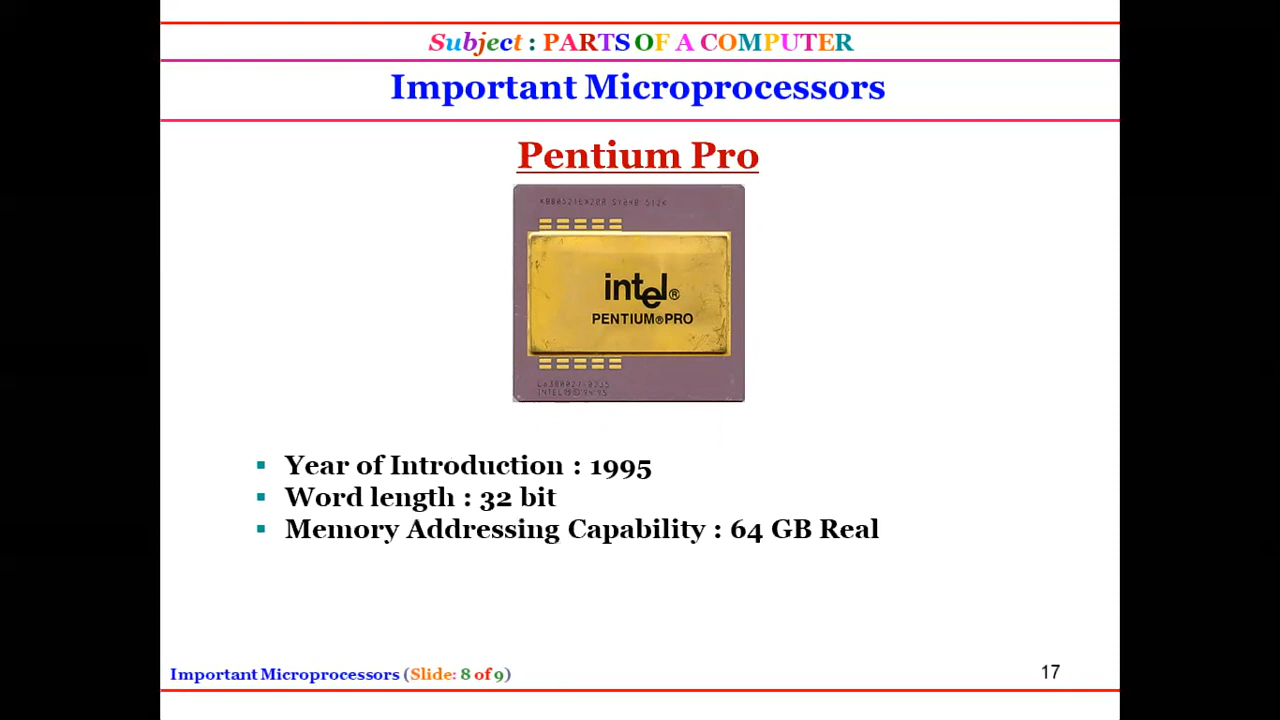 Subject : PARTS OF A COMPUTER
Important Microprocessors
Pentium Pro
intel®
PENTIUM®PRO
▪ Year of Introduction : 1995
▪ Word length : 32 bit
▪ Memory Addressing Capability : 64 GB Real
Important Microprocessors (Slide: 8 of 9)
17